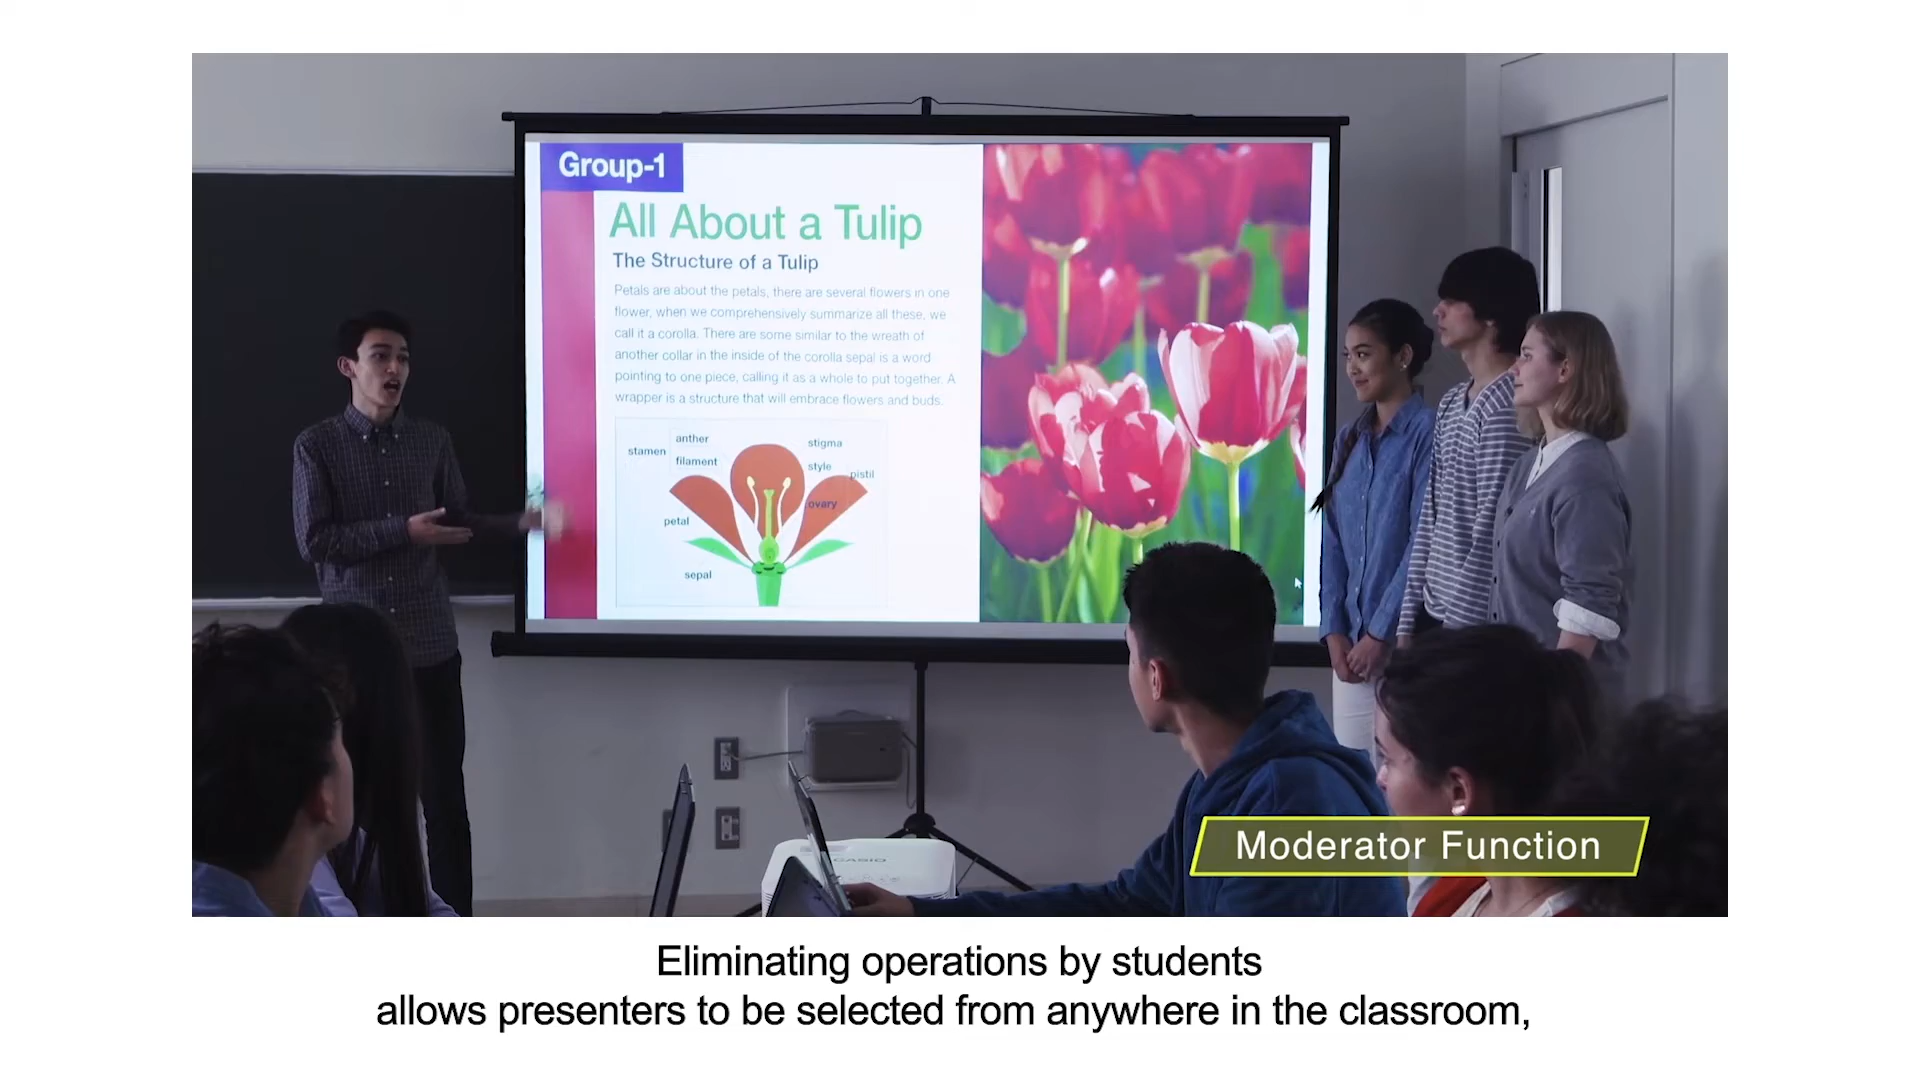 Group-1
All About a Tulip
The Structure of a Tulip
Petals are about the petals, there are several flowers in one
flower, when we comprehensively summarize all these, we
call it a corolla. There are some similar to the wreath of
another collar in the inside of the corolla sepal is a word
pointing to one piece, calling it as a whole to put together. A
wrapper is a structure that will embrace flowers and buds.
anther
stamen
filament
stigma
style
pistil
ovary
petal
sepal
CASIO
Moderator Function
Eliminating operations by students
allows presenters to be selected from anywhere in the classroom,